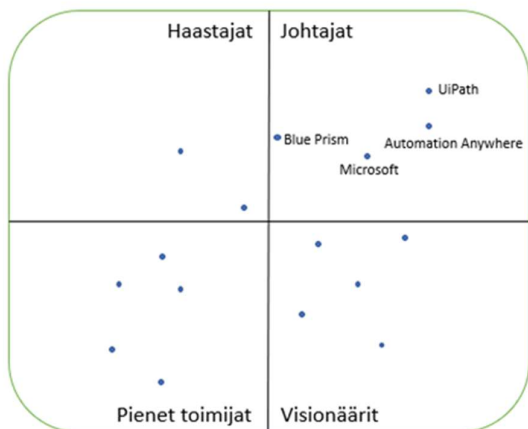 Haastajat
Johtajat
UiPath
Blue Prism
Automation Anywhere
Microsoft
Pienet toimijat
Visionäärit